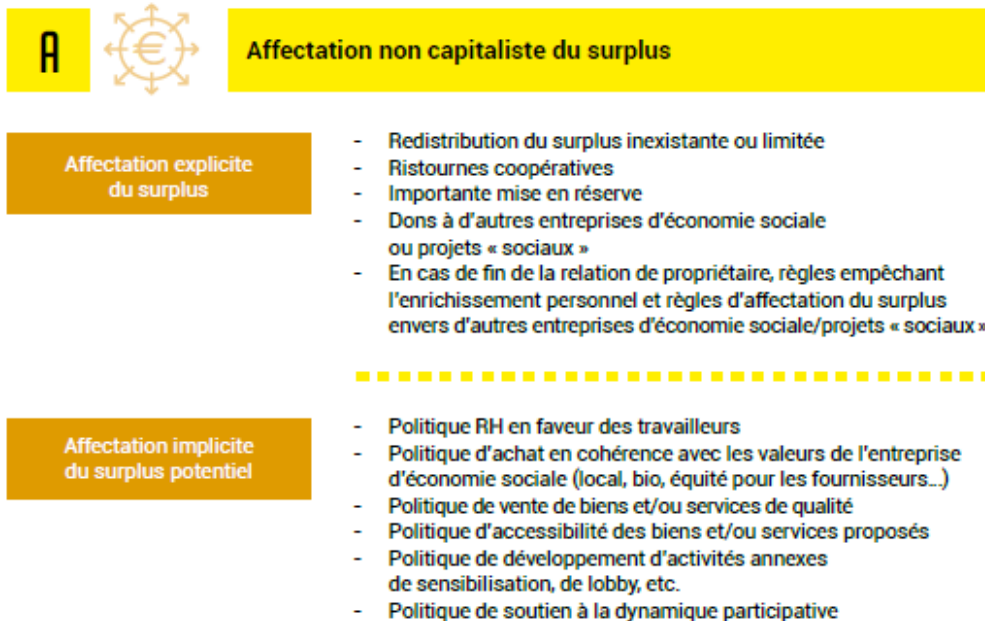 A
€
Affectation non capitaliste du surplus
Affectation explicite
du surplus
- Redistribution du surplus inexistante ou limitée
- Ristournes coopératives
- Importante mise en réserve
- Dons à d'autres entreprises d'économie sociale
ou projets « sociaux »
- En cas de fin de la relation de propriétaire, règles empêchant
l'enrichissement personnel et règles d'affectation du surplus
envers d'autres entreprises d'économie sociale/projets « sociaux »
Affectation implicite
du surplus potentiel
- Politique RH en faveur des travailleurs
- Politique d'achat en cohérence avec les valeurs de l'entreprise
d'économie sociale (local, bio, équité pour les fournisseurs...)
- Politique de vente de biens et/ou services de qualité
- Politique d'accessibilité des biens et/ou services proposés
- Politique de développement d'activités annexes
de sensibilisation, de lobby, etc.
- Politique de soutien à la dynamique participative